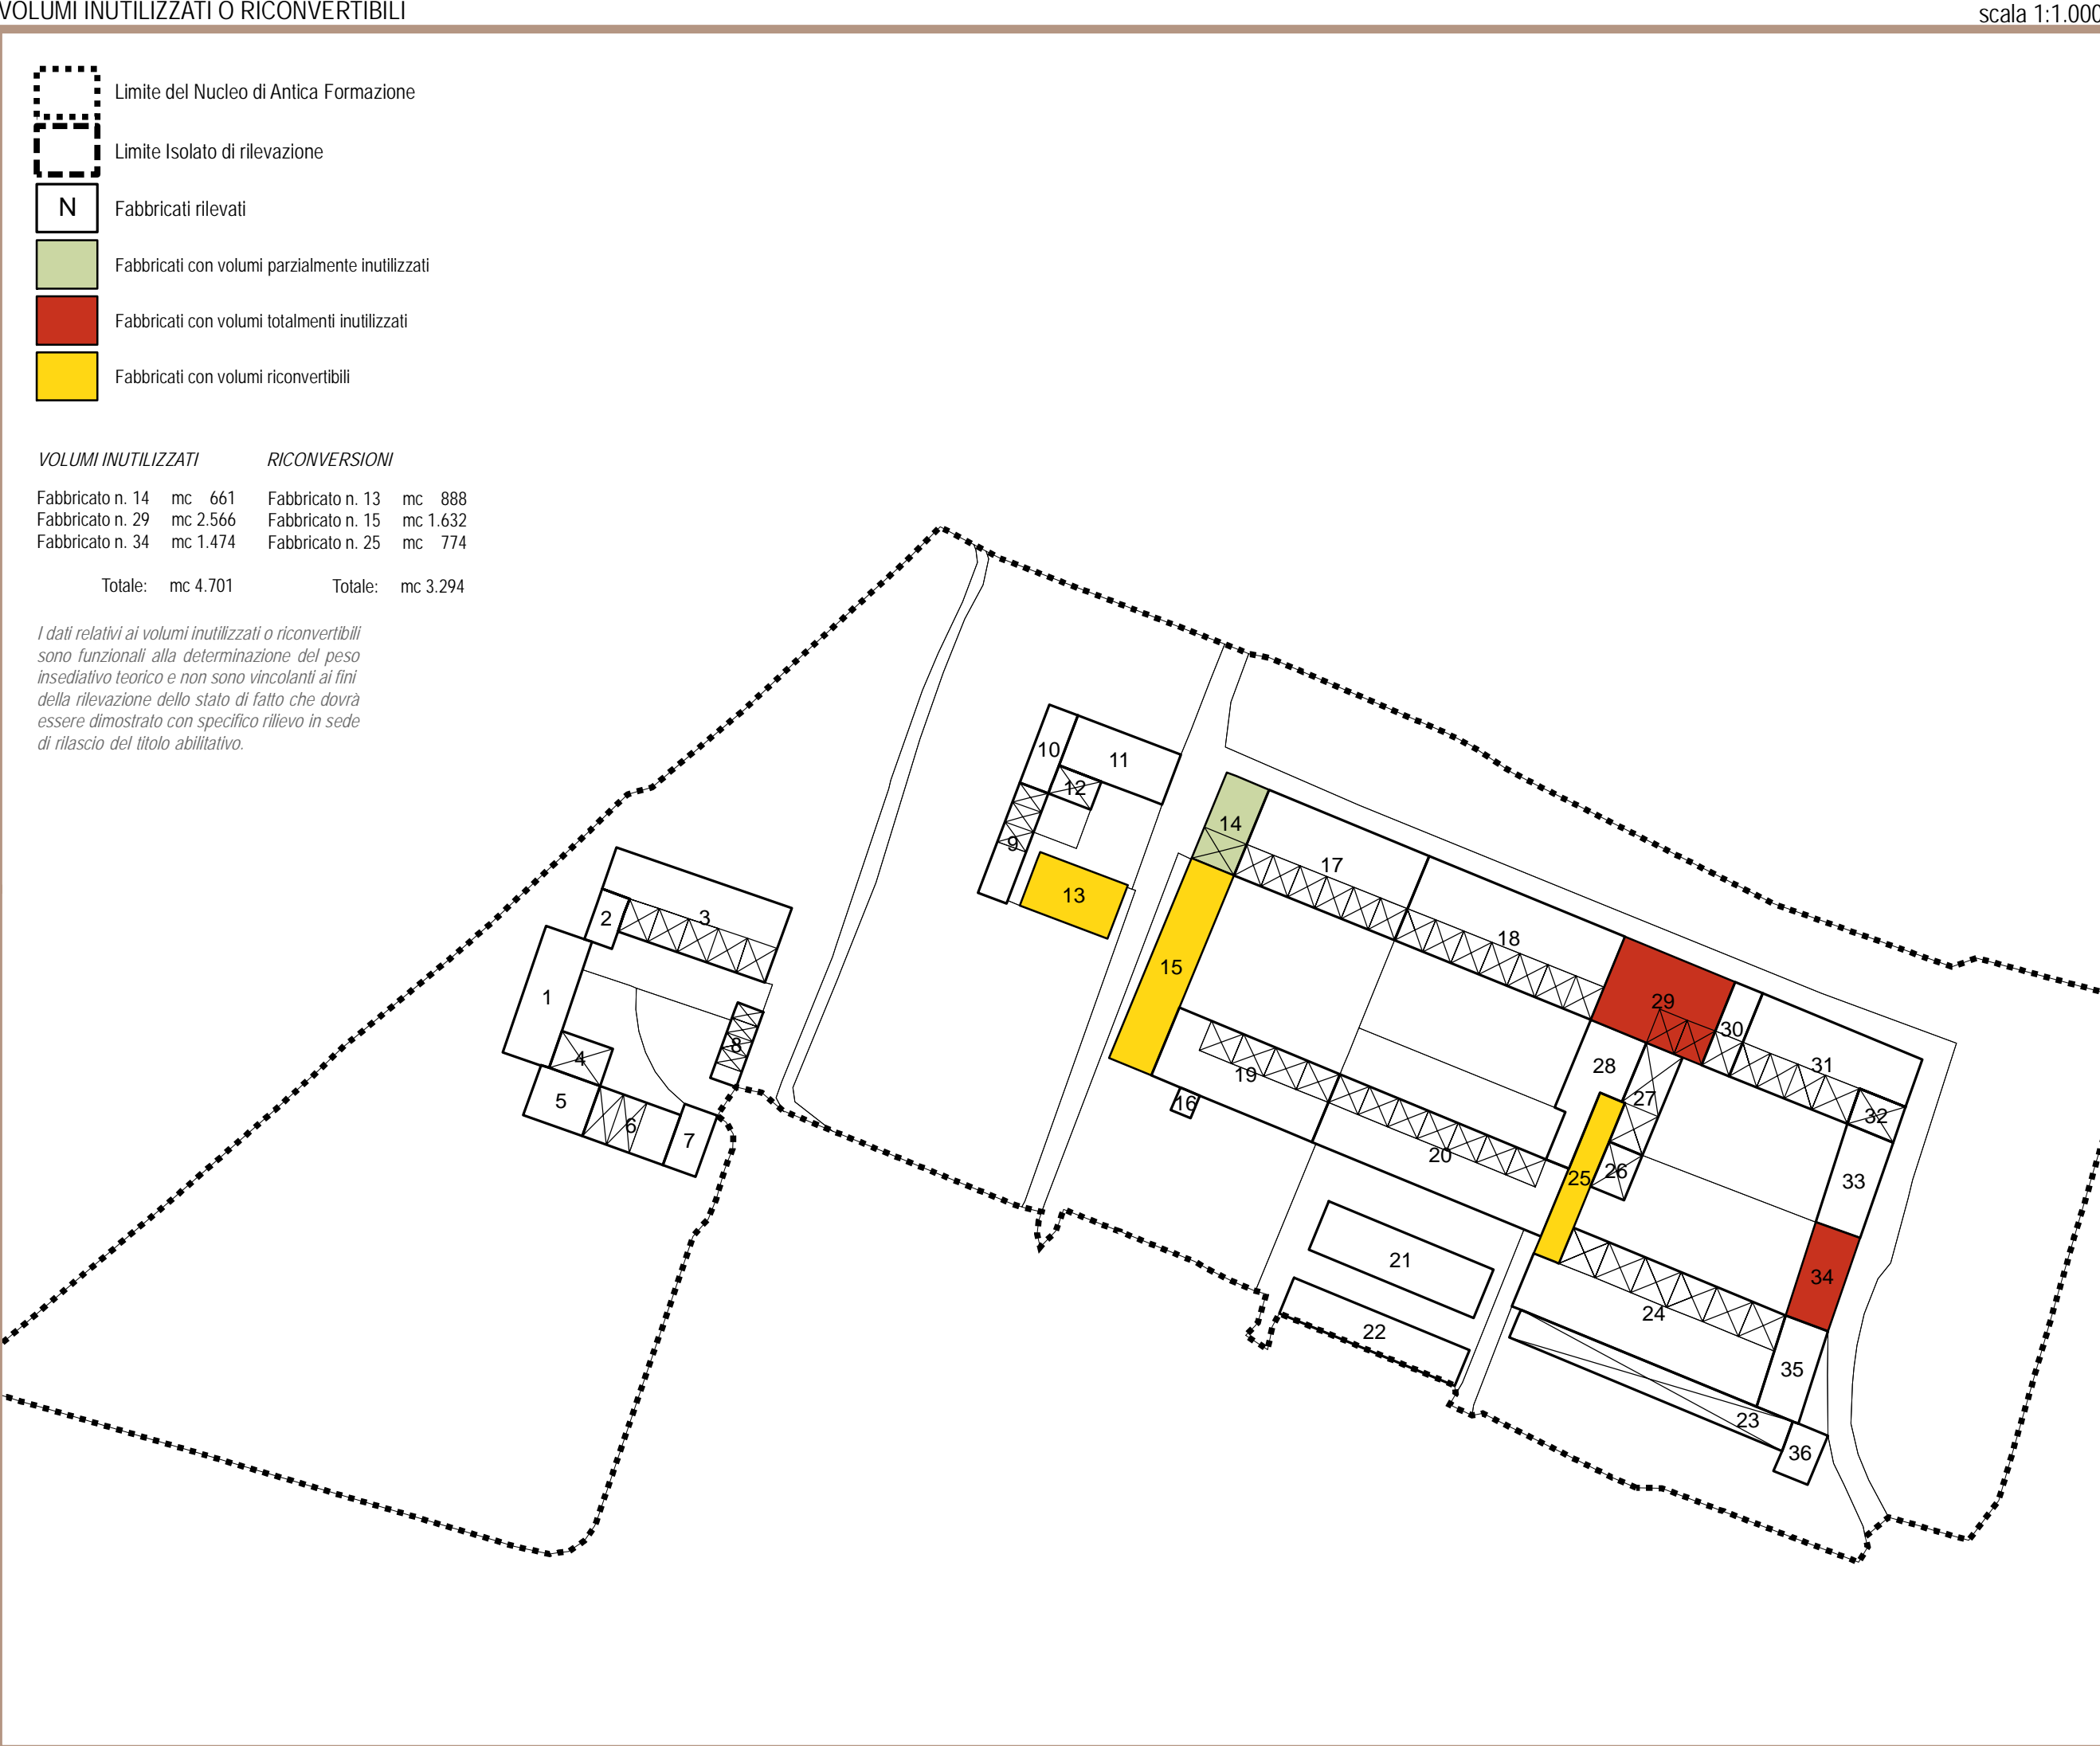 VOLUMI INUTILIZZATI O RICONVERTIBILI
scala 1:1.000
Limite del Nucleo di Antica Formazione
Limite Isolato di rilevazione
N
Fabbricati rilevati
Fabbricati con volumi parzialmente inutilizzati
Fabbricati con volumi totalmenti inutilizzati
Fabbricati con volumi riconvertibili
VOLUMI INUTILIZZATI
Fabbricato n. 14 mc 661
Fabbricato n. 29 mc 2.566
Fabbricato n. 34 mc 1.474
Totale: mc 4.701
RICONVERSIONI
Fabbricato n. 13 mc 888
Fabbricato n. 15 mc 1.632
Fabbricato n. 25 mc 774
Totale: mc 3.294
I dati relativi ai volumi inutilizzati o riconvertibili
sono funzionali alla determinazione del peso
insediativo teorico e non sono vincolanti ai fini
della rilevazione dello stato di fatto che dovrà
essere dimostrato con specifico rilievo in sede
di rilascio del titolo abilitativo.
1
2
3
4
5
6
7
8
9
10
11
12
13
14
15
16
17
18
19
20
21
22
23
24
25
26
27
28
29
30
31
32
33
34
35
36